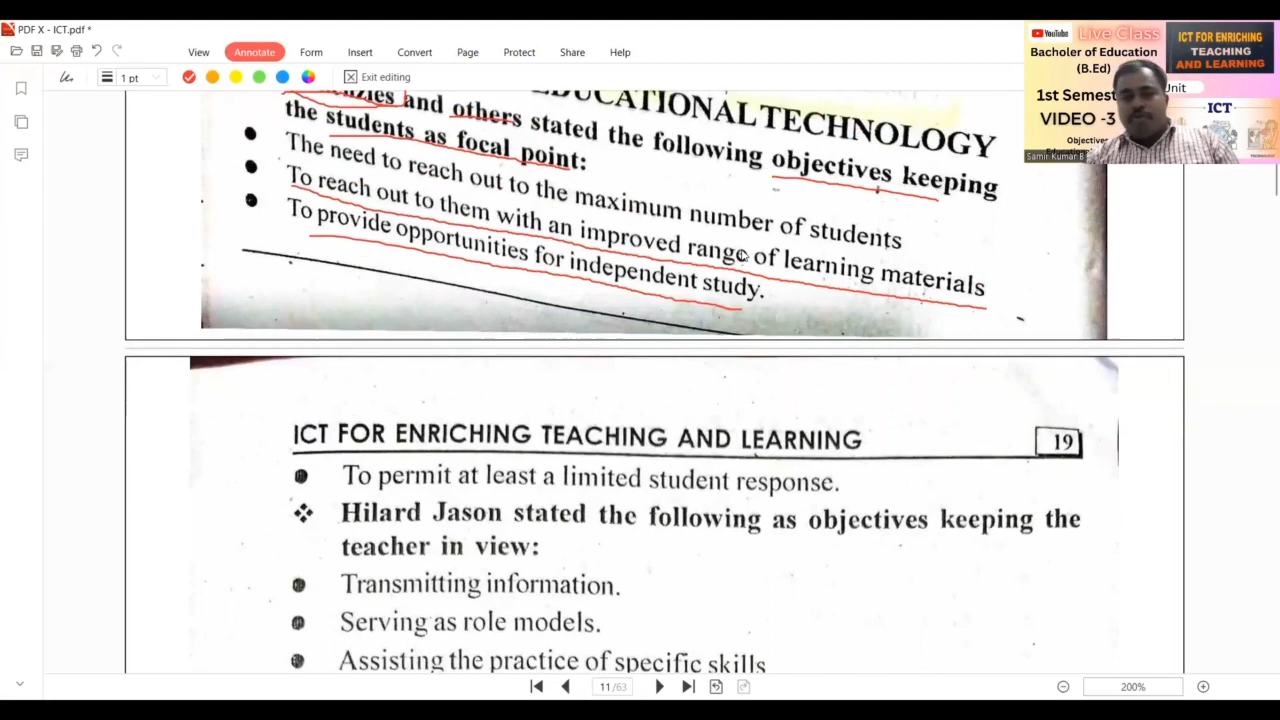 PDF X - ICT.pdf *
View Annotate Form Insert Convert Page Protect Share Help
1 pt
Exit editing
YouTube Live Class
Bacholer of Education
(B.Ed)
1st Semest
VIDEO -3
Objectives
Samir Kumar B
ICT FOR ENRICHING
TEACHING
AND LEARNING
Unit
ICT
EDUCATIONAL TECHNOLOGY
and others stated the following objectives keeping
the students as focal point:
The need to reach out to the maximum number of students
To reach out to them with an improved range of learning materials
To provide opportunities for independent study.
ICT FOR ENRICHING TEACHING AND LEARNING 19
To permit at least a limited student response.
Hilard Jason stated the following as objectives keeping the
teacher in view:
Transmitting information.
Serving as role models.
Assisting the practice of specific skills
11/63
200%